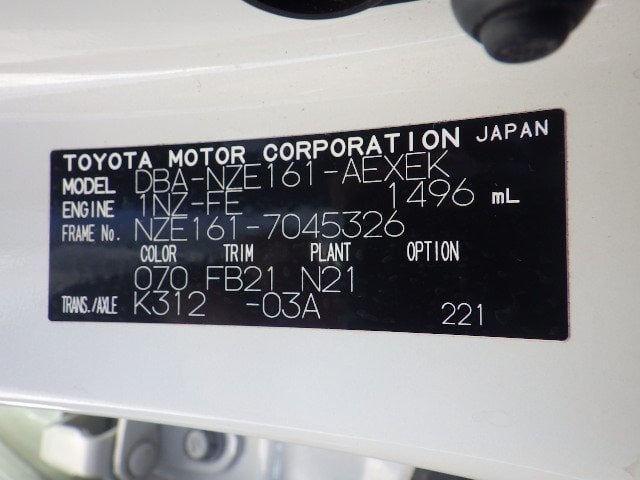 TOYOTA MOTOR CORPORATION JAPAN
MODEL DBA-NZE161-AEXEK
ENGINE 1NZ-FE 1496 mL
FRAME No. NZE161-7045326
COLOR TRIM PLANT OPTION
070 FB21 N21
TRANS./AXLE K312 -03A 221